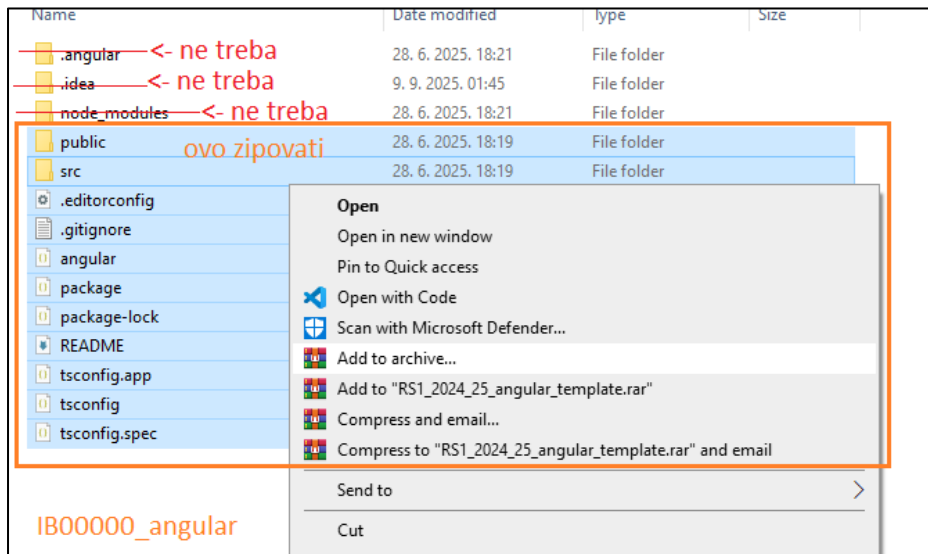 Name Date modified Type Size
.angular <- ne treba 28. 6. 2025. 18:21 File folder
.idea <- ne treba 9. 9. 2025. 01:45 File folder
node_modules <- ne treba 28. 6. 2025. 18:21 File folder
public ovo zipovati 28. 6. 2025. 18:19 File folder
src 28. 6. 2025. 18:19 File folder
.editorconfig
.gitignore
angular
package
package-lock
README
tsconfig.app
tsconfig
tsconfig.spec
Open
Open in new window
Pin to Quick access
Open with Code
Scan with Microsoft Defender...
Add to archive...
Add to "RS1_2024_25_angular_template.rar"
Compress and email...
Compress to "RS1_2024_25_angular_template.rar" and email
Send to
Cut
IB00000_angular